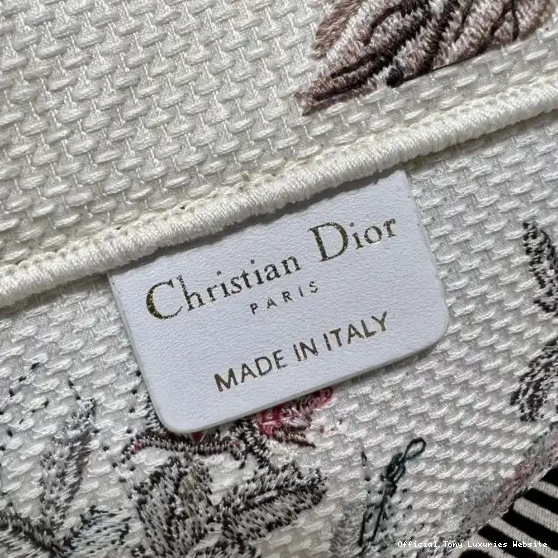 Christian Dior
PARIS
MADE IN ITALY
Official Tony Luxuries Website